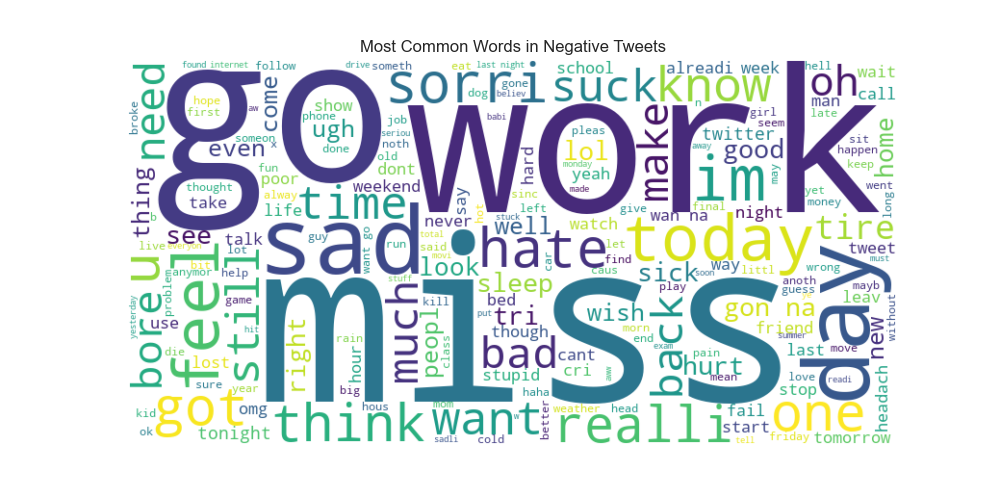 Most Common Words in Negative Tweets
found internet
follow
drive
someth
eat
last night
school
alreadi week
hell
wait
call
broke
need
hope
first
aw
come
show
phone
ugh
done
job
seriou
noth
old
sorri
dog
gone
believ
suck
know
n
oh
man
late
go
work
babi
pleas
lol
yeah
monday
made
away
make
twitter
girl
seem
good
im
may
sit
happen
keep
home
thing
even
someon
x
fun
poor
dont
hard
thought
take
alway
life
time
weekend
say
never
hot
sinc
left
stuck
well
give
watch
wan na
final
night
yet
money
went
long
tire
b
see
talk
guy
sad
want go
run
said
total
movi
look
hate
car
caus
let
find
today
sick
way
littl
soon
wrong
tweet
must
live
everyon
lot
bit
anymor
help
problem
u
feel
still
game
stuff
much
kill
sleep
bed
put
tri
though
wish
play
back
gon na
anoth
guess
mayb
leav
day
without
yesterday
bore
use
hit
die
lost
right
hour
rain
peopl
class
bad
cant
morn
end
exam
hurt
pain
friend
summer
last
move
new
headach
miss
sure
year
big
stupid
cri
aww
mean
love
readi
stop
kid
ok
got
omg
tonight
hous
mom
think
sadli
want
cold
haha
w
better
weather
head
realli
fail
start
friday
tell
one
tomorrow